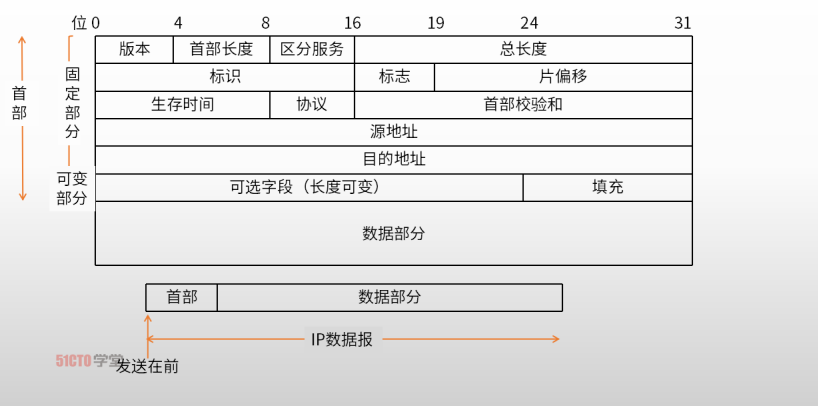 位 0 4 8 16 19 24 31
版本 首部长度 区分服务 总长度
标识 标志 片偏移
生存时间 协议 首部校验和
源地址
目的地址
可选字段（长度可变） 填充
数据部分
首部
固定部分
可变部分
首部 数据部分
IP数据报
发送在前
51CTO学堂